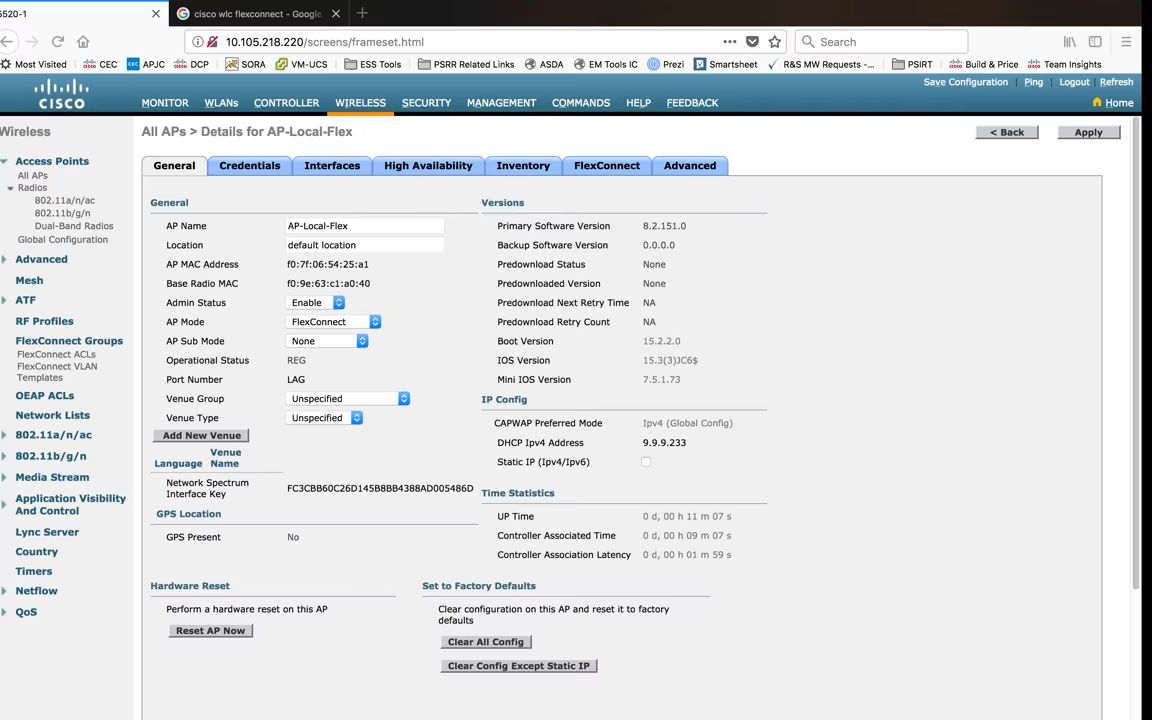 5520-1
cisco wlc flexconnect - Google
10.105.218.220/screens/frameset.html
Search
Most Visited CEC APJC DCP SORA VM-UCS ESS Tools PSRR Related Links ASDA EM Tools IC Prezi Smartsheet R&S MW Requests -... PSIRT Build & Price Team Insights
Save Configuration Ping Logout Refresh
CISCO
MONITOR WLANs CONTROLLER WIRELESS SECURITY MANAGEMENT COMMANDS HELP FEEDBACK
Home
Wireless
Access Points
All APs
Radios
802.11a/n/ac
802.11b/g/n
Dual-Band Radios
Global Configuration
Advanced
Mesh
ATF
RF Profiles
FlexConnect Groups
FlexConnect ACLs
FlexConnect VLAN
Templates
OEAP ACLs
Network Lists
802.11a/n/ac
802.11b/g/n
Media Stream
Application Visibility
And Control
Lync Server
Country
Timers
Netflow
QoS
All APs > Details for AP-Local-Flex
< Back
Apply
General Credentials Interfaces High Availability Inventory FlexConnect Advanced
General
AP Name AP-Local-Flex
Location default location
AP MAC Address f0:7f:06:54:25:a1
Base Radio MAC f0:9e:63:c1:a0:40
Admin Status Enable
AP Mode FlexConnect
AP Sub Mode None
Operational Status REG
Port Number LAG
Venue Group Unspecified
Venue Type Unspecified
Add New Venue
Venue
Language Name
Network Spectrum
Interface Key FC3CBB60C26D145B8BB4388AD005486D
GPS Location
GPS Present No
Versions
Primary Software Version 8.2.151.0
Backup Software Version 0.0.0.0
Predownload Status None
Predownloaded Version None
Predownload Next Retry Time NA
Predownload Retry Count NA
Boot Version 15.2.2.0
IOS Version 15.3(3)JC6$
Mini IOS Version 7.5.1.73
IP Config
CAPWAP Preferred Mode Ipv4 (Global Config)
DHCP Ipv4 Address 9.9.9.233
Static IP (Ipv4/Ipv6)
Time Statistics
UP Time 0 d, 00 h 11 m 07 s
Controller Associated Time 0 d, 00 h 09 m 07 s
Controller Association Latency 0 d, 00 h 01 m 59 s
Hardware Reset
Perform a hardware reset on this AP
Reset AP Now
Set to Factory Defaults
Clear configuration on this AP and reset it to factory
defaults
Clear All Config
Clear Config Except Static IP